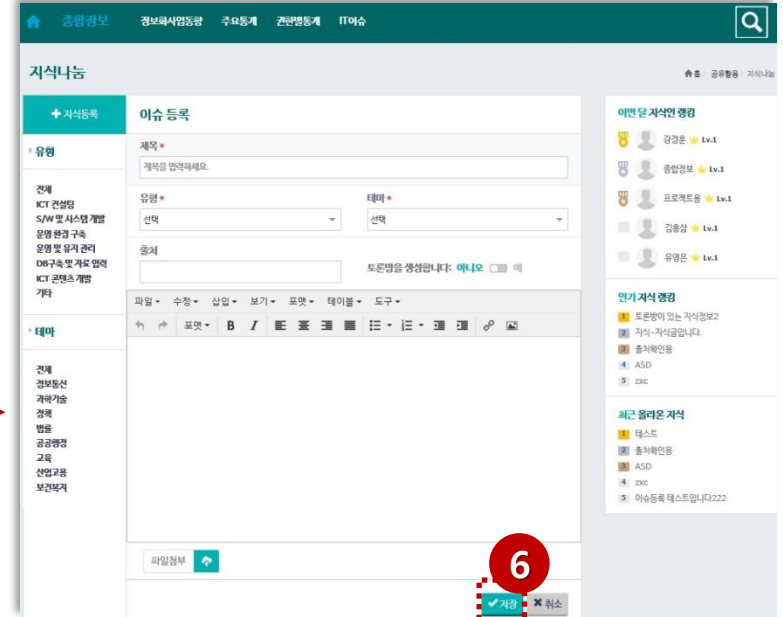 종합정보 정보화사업동향 주요통계 권한별통계 IT이슈
지식나눔
홈 공유활용 지식나눔
지식등록
유형
전체
ICT 컨설팅
S/W 및 시스템 개발
운영 환경 구축
운영 및 유지 관리
DB구축 및 자료 입력
ICT 콘텐츠 개발
기타
테마
전체
정보통신
과학기술
정책
법률
공공행정
교육
산업고용
보건복지
이슈 등록
제목 *
제목을 입력하세요.
유형 * 테마 *
선택 선택
출처
토론방을 생성합니다: 아니오 예
파일 수정 삽입 보기 포맷 테이블 도구
포맷 B I
파일첨부
6
저장 취소
이번 달 지식인 랭킹
강경훈 Lv.1
종합정보 Lv.1
프로젝트용 Lv.1
김용삼 Lv.1
유영은 Lv.1
인기 지식 랭킹
1 토론방이 있는 지식정보2
2 지식-지식글입니다.
3 출처확인용
4 ASD
5 zxc
최근 올라온 지식
1 테스트
2 출처확인용
3 ASD
4 zxc
5 이슈등록 테스트입니다222